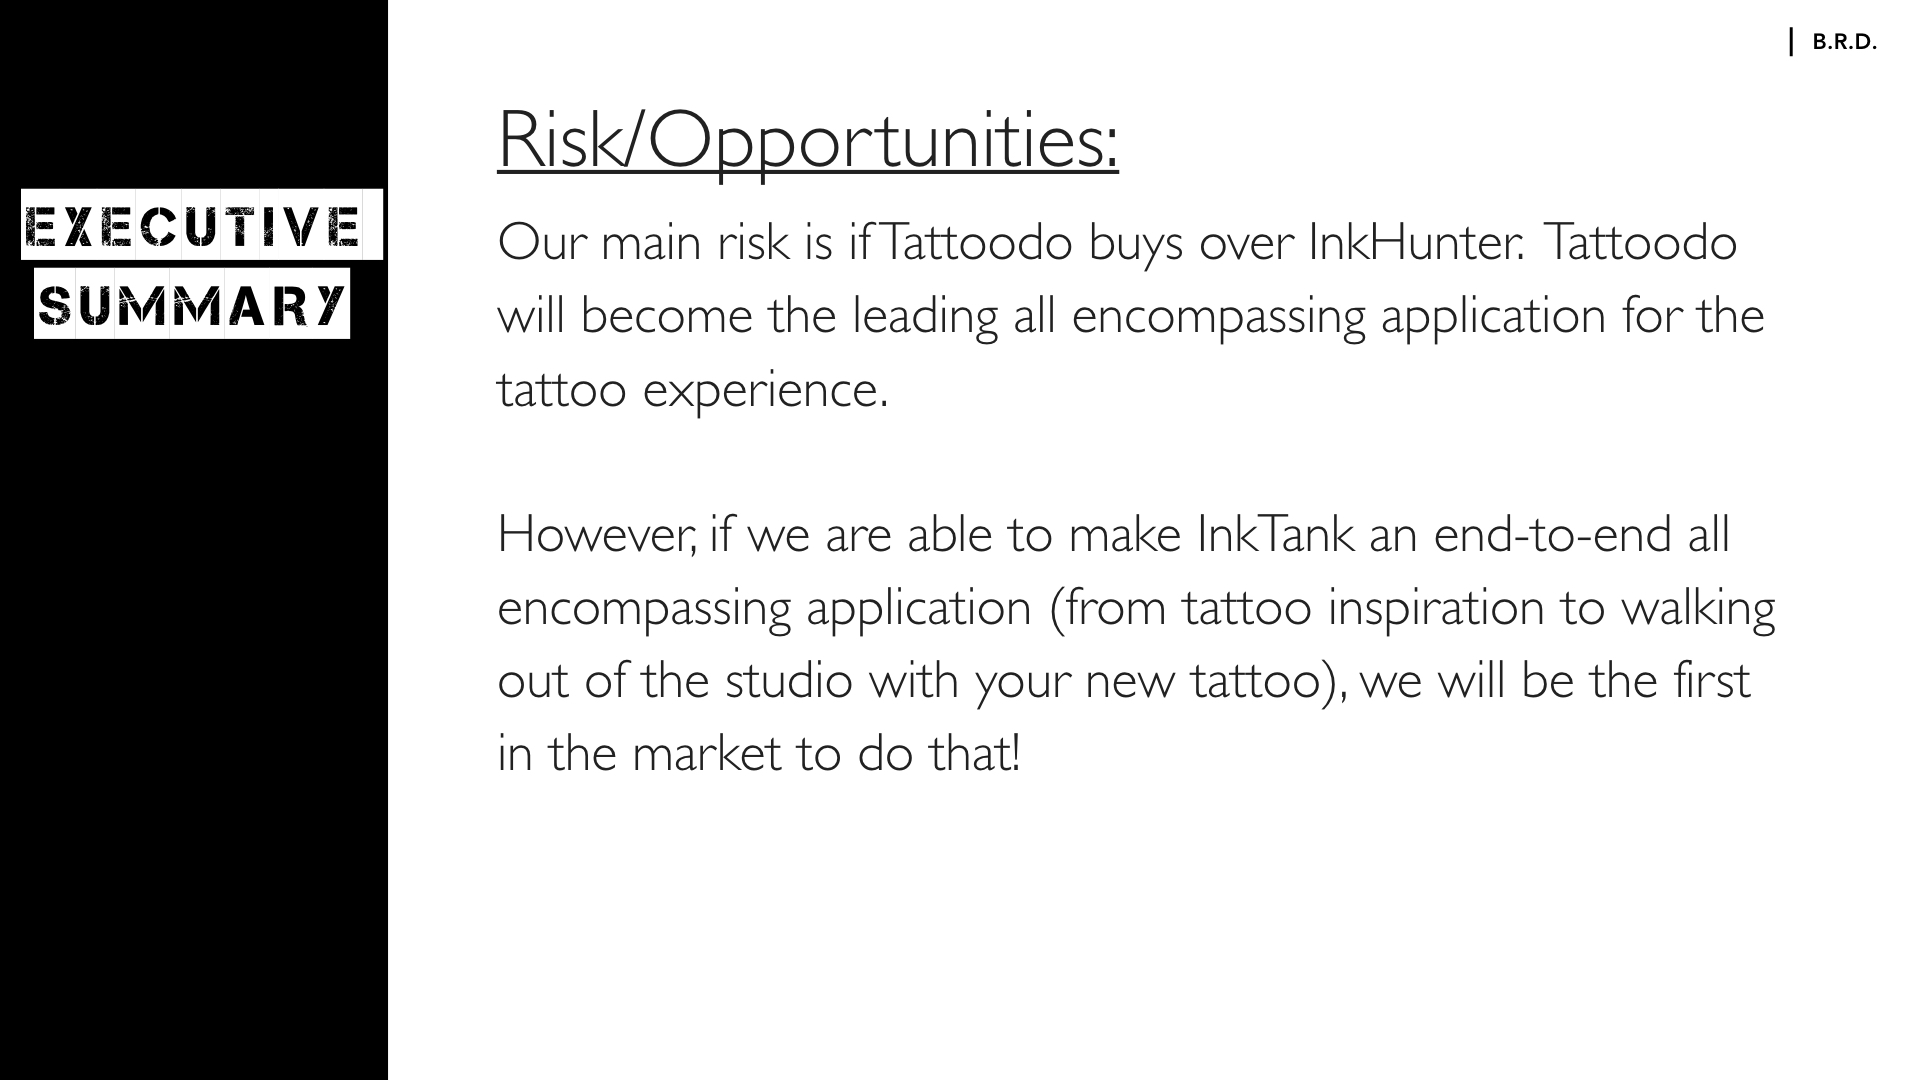 B.R.D.
EXECUTIVE
SUMMARY
Risk/Opportunities:
Our main risk is if Tattoodo buys over InkHunter. Tattoodo
will become the leading all encompassing application for the
tattoo experience.
However, if we are able to make InkTank an end-to-end all
encompassing application (from tattoo inspiration to walking
out of the studio with your new tattoo), we will be the first
in the market to do that!